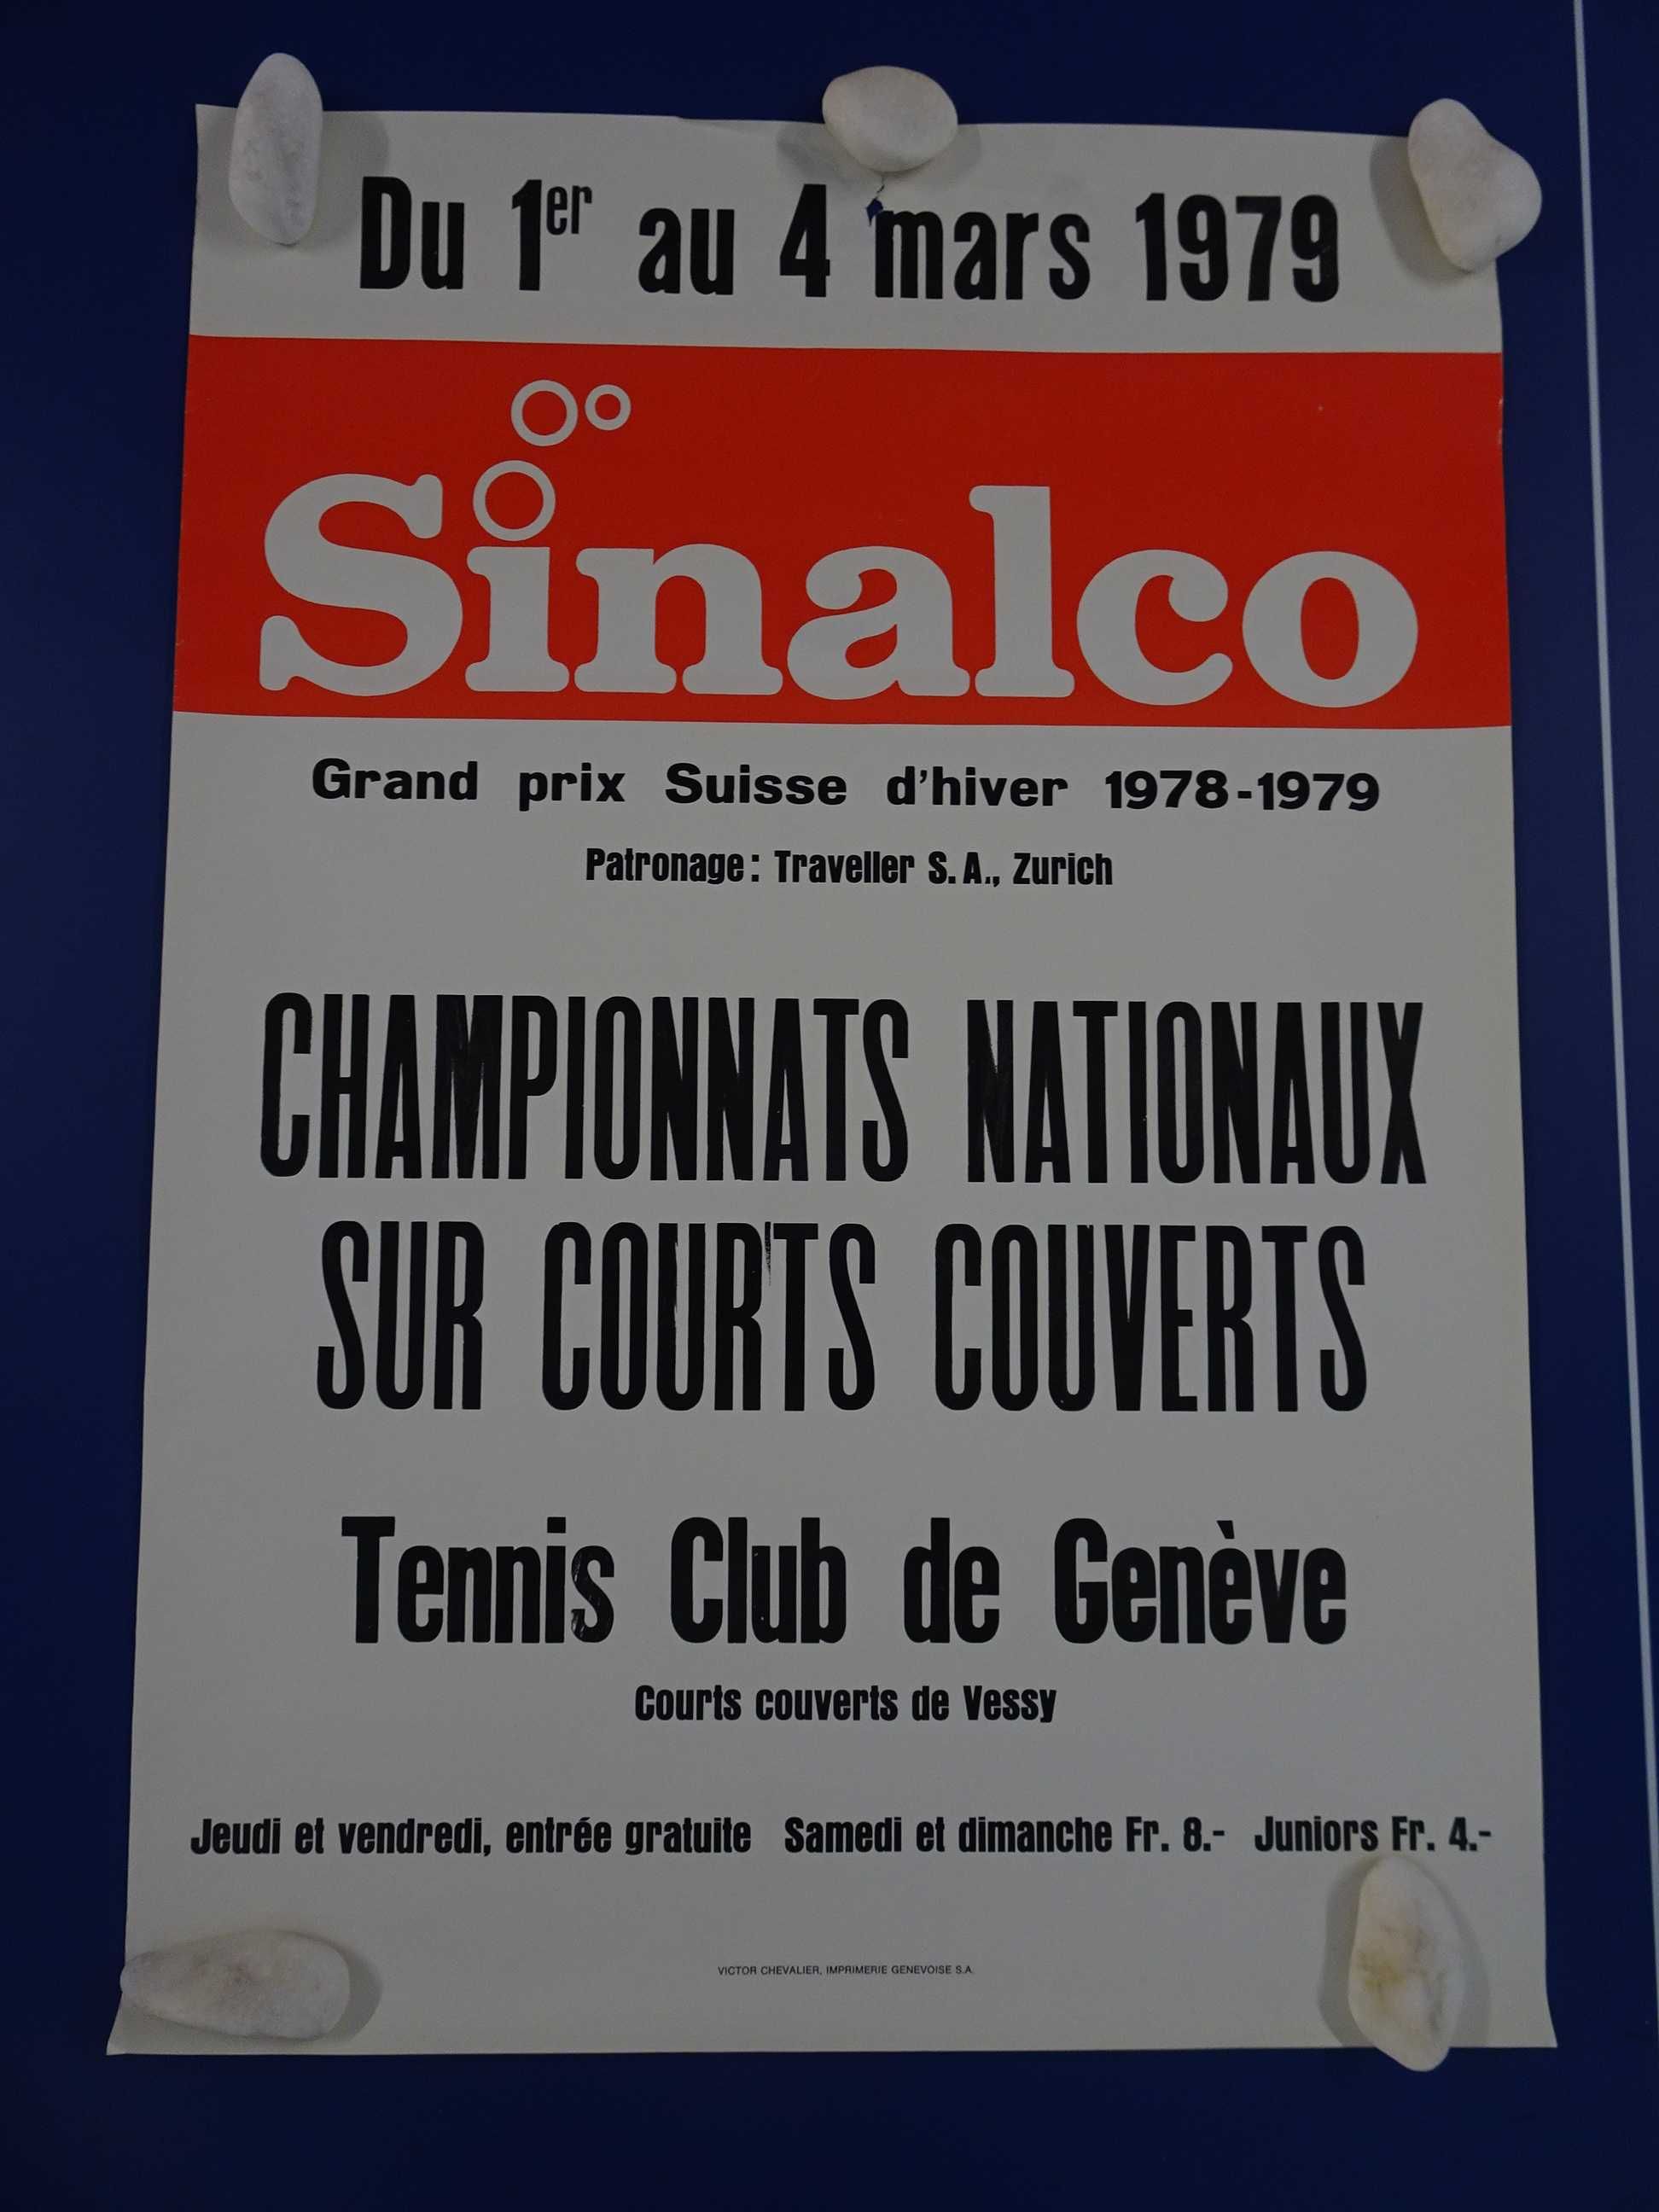 Du 1er au 4 mars 1979
Sinalco
Grand prix Suisse d'hiver 1978-1979
Patronage: Traveller S.A., Zurich
CHAMPIONNATS NATIONAUX
SUR COURTS COUVERTS
Tennis Club de Genève
Courts couverts de Vessy
Jeudi et vendredi, entrée gratuite Samedi et dimanche Fr. 8.- Juniors Fr. 4.-
VICTOR CHEVALIER, IMPRIMERIE GENEVOISE S.A.